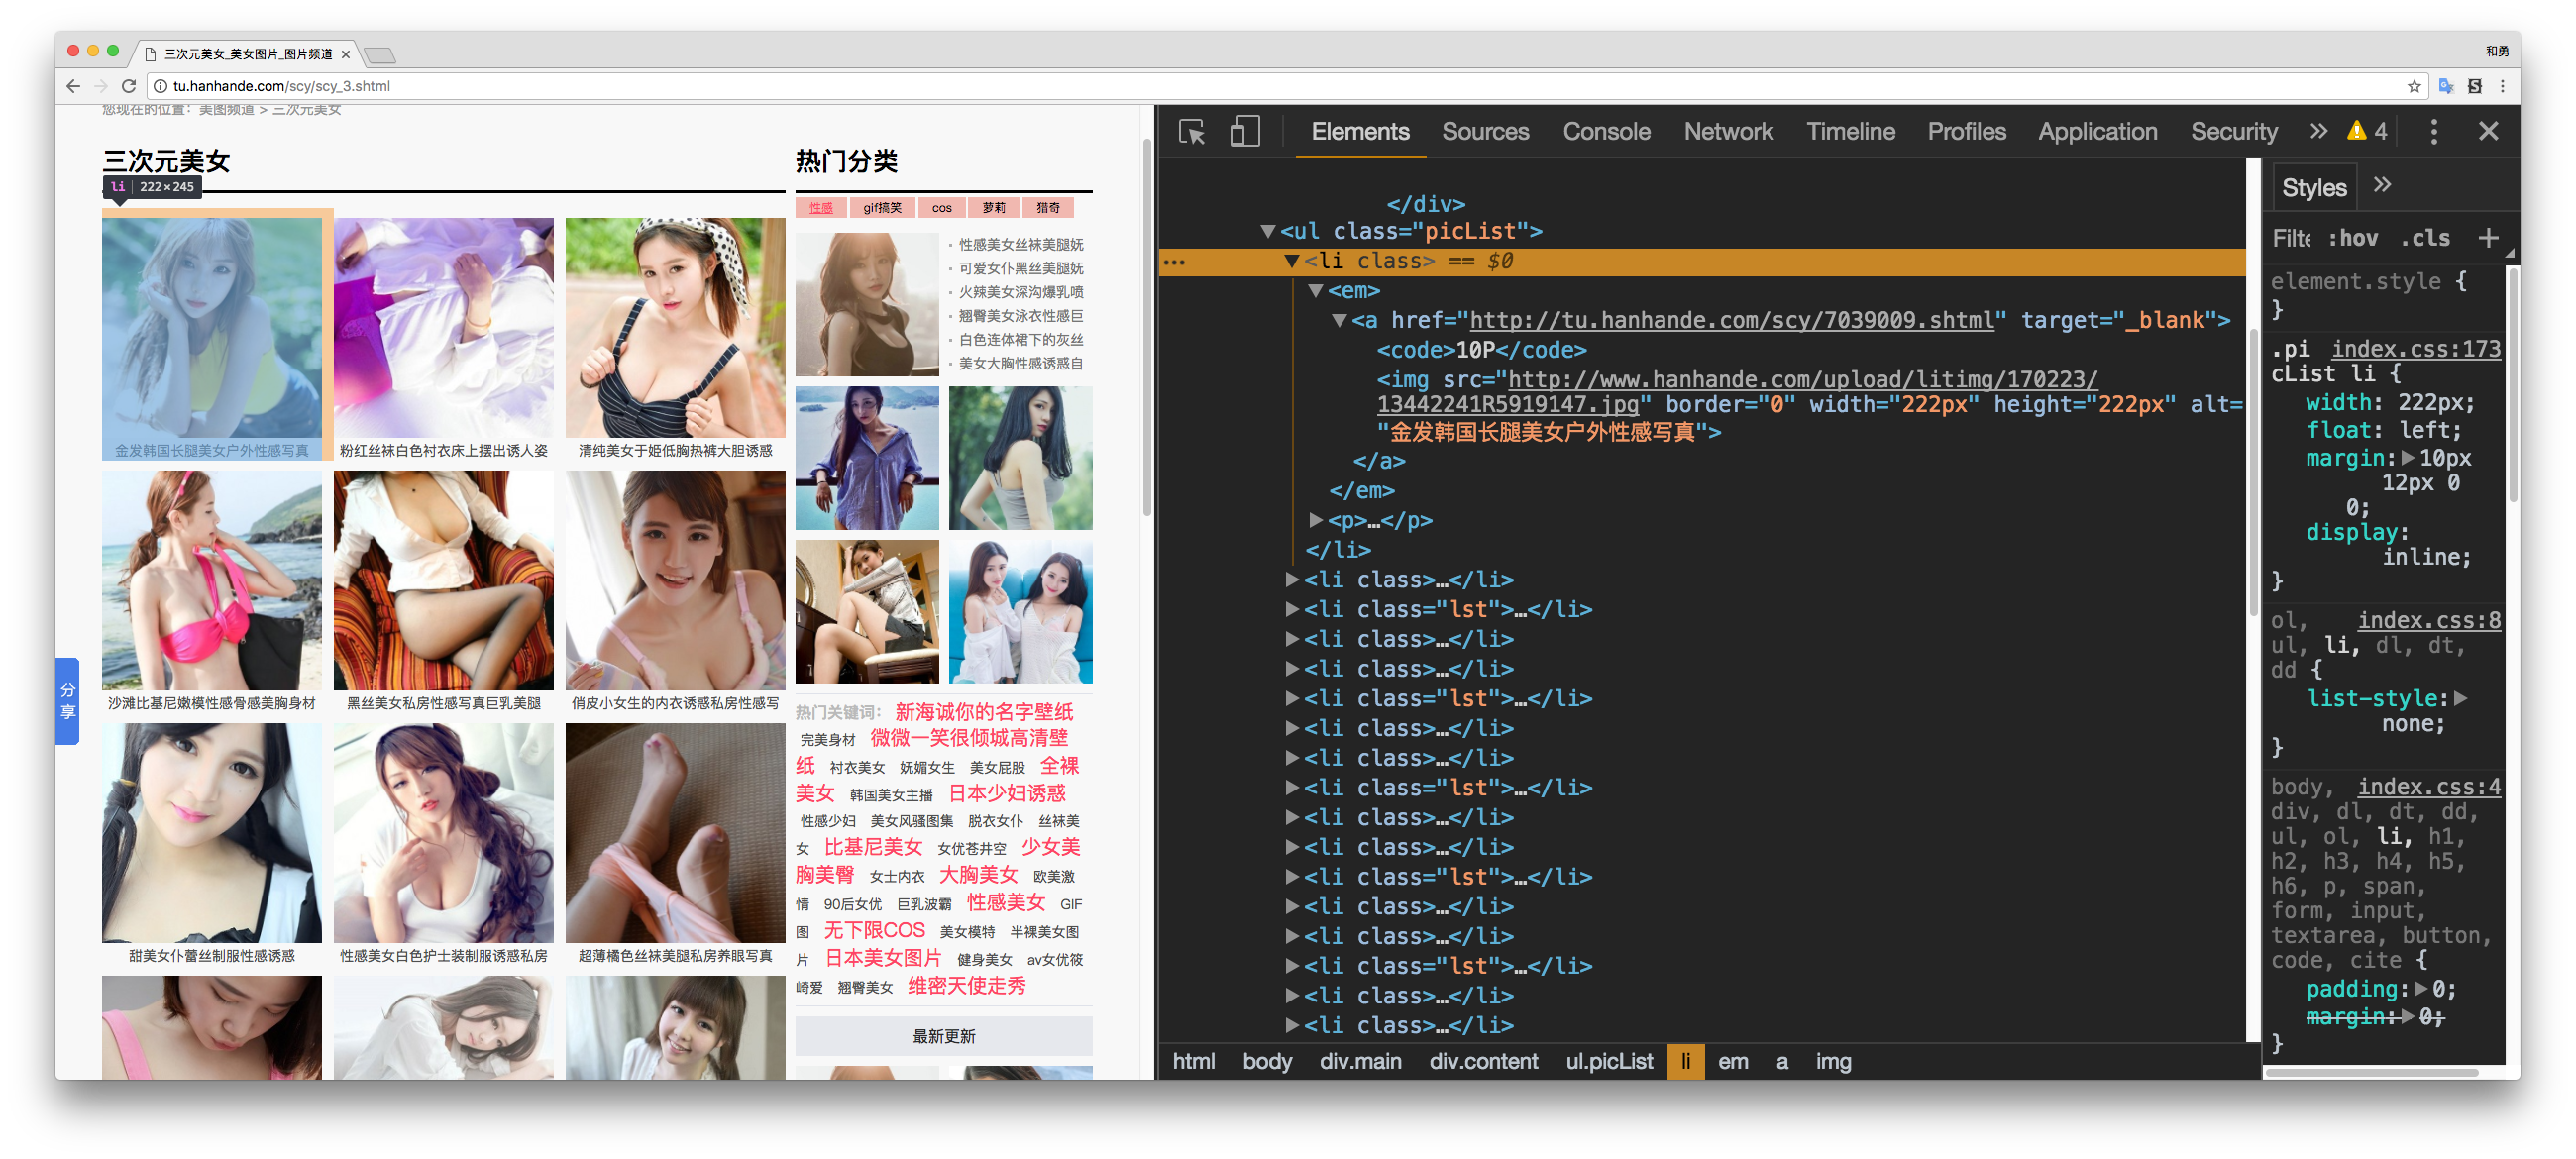 三次元美女_美女图片_图片频道
和勇
tu.hanhande.com/scy/scy_3.shtml
您现在的位置：美图频道 > 三次元美女
三次元美女
li 222×245
金发韩国长腿美女户外性感写真
粉红丝袜白色衬衣床上摆出诱人姿
清纯美女于姬低胸热裤大胆诱惑
沙滩比基尼嫩模性感骨感美胸身材
黑丝美女私房性感写真巨乳美腿
俏皮小女生的内衣诱惑私房性感写
甜美女仆蕾丝制服性感诱惑
性感美女白色护士装制服诱惑私房
超薄橘色丝袜美腿私房养眼写真
分
享
热门分类
性感 gif搞笑 cos 萝莉 猎奇
性感美女丝袜美腿妩
可爱女仆黑丝美腿妩
火辣美女深沟爆乳喷
翘臀美女泳衣性感巨
白色连体裙下的灰丝
美女大胸性感诱惑自
热门关键词： 新海诚你的名字壁纸
完美身材 微微一笑很倾城高清壁
纸 衬衣美女 妩媚女生 美女屁股 全裸
美女 韩国美女主播 日本少妇诱惑
性感少妇 美女风骚图集 脱衣女仆 丝袜美
女 比基尼美女 女优苍井空 少女美
胸美臀 女士内衣 大胸美女 欧美激
情 90后女优 巨乳波霸 性感美女 GIF
图 无下限COS 美女模特 半裸美女图
片 日本美女图片 健身美女 av女优筱
崎爱 翘臀美女 维密天使走秀
最新更新
Elements Sources Console Network Timeline Profiles Application Security » 4
</div>
<ul class="picList">
… <li class> == $0
<em>
<a href="http://tu.hanhande.com/scy/7039009.shtml" target="_blank">
<code>10P</code>
<img src="http://www.hanhande.com/upload/litimg/170223/
13442241R5919147.jpg" border="0" width="222px" height="222px" alt=
"金发韩国长腿美女户外性感写真">
</a>
</em>
<p>…</p>
</li>
<li class>…</li>
<li class="lst">…</li>
<li class>…</li>
<li class>…</li>
<li class="lst">…</li>
<li class>…</li>
<li class>…</li>
<li class="lst">…</li>
<li class>…</li>
<li class>…</li>
<li class="lst">…</li>
<li class>…</li>
<li class>…</li>
<li class="lst">…</li>
<li class>…</li>
<li class>…</li>
html body div.main div.content ul.picList li em a img
Styles »
Filte :hov .cls +
element.style {
}
.pi index.css:173
cList li {
width: 222px;
float: left;
margin: 10px
12px 0
0;
display:
inline;
}
ol, index.css:8
ul, li, dl, dt,
dd {
list-style:
none;
}
body, index.css:4
div, dl, dt, dd,
ul, ol, li, h1,
h2, h3, h4, h5,
h6, p, span,
form, input,
textarea, button,
code, cite {
padding: 0;
margin: 0;
}